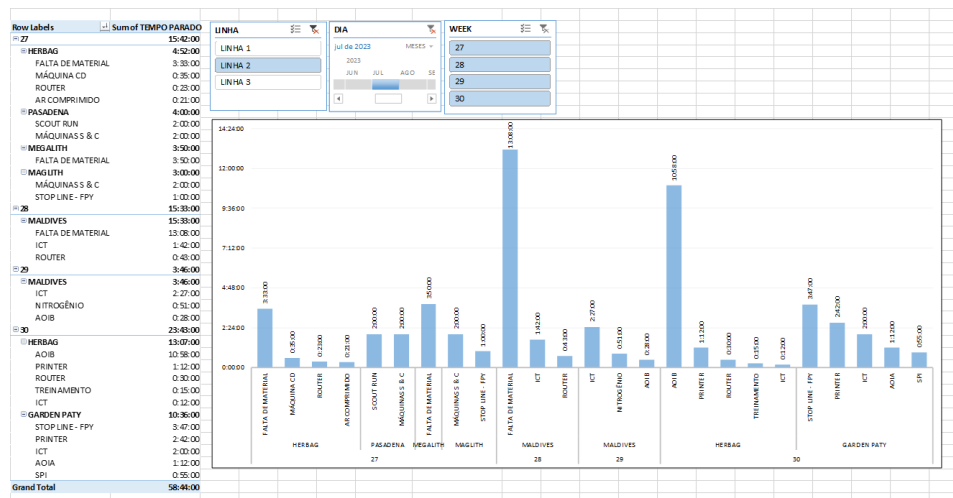 Row Labels Sum of TEMPO PARADO
27 15:42:00
HERBAG 4:52:00
FALTA DE MATERIAL 3:33:00
MÁQUINA CD 0:35:00
ROUTER 0:23:00
AR COMPRIMIDO 0:21:00
PASADENA 4:00:00
SCOUT RUN 2:00:00
MÁQUINAS S & C 2:00:00
MEGALITH 3:50:00
FALTA DE MATERIAL 3:50:00
MAGLITH 3:00:00
MÁQUINAS S & C 2:00:00
STOP LINE - FPY 1:00:00
28 15:33:00
MALDIVES 15:33:00
FALTA DE MATERIAL 13:08:00
ICT 1:42:00
ROUTER 0:43:00
29 3:46:00
MALDIVES 3:46:00
ICT 2:27:00
NITROGÊNIO 0:51:00
AOIB 0:28:00
30 23:43:00
HERBAG 13:07:00
AOIB 10:58:00
PRINTER 1:12:00
ROUTER 0:30:00
TREINAMENTO 0:15:00
ICT 0:12:00
GARDEN PATY 10:36:00
STOP LINE - FPY 3:47:00
PRINTER 2:42:00
ICT 2:00:00
AOIA 1:12:00
SPI 0:55:00
Grand Total 58:44:00
LINHA
LINHA 1
LINHA 2
LINHA 3
DIA
jul de 2023 MESES
2023
JUN JUL AGO SE
WEEK
27
28
29
30
14:24:00
12:00:00
9:36:00
7:12:00
4:48:00
2:24:00
0:00:00
3:33:00 0:35:00 0:23:00 0:21:00 2:00:00 2:00:00 3:50:00 2:00:00 1:00:00 13:08:00 1:42:00 0:43:00 2:27:00 0:51:00 0:28:00 10:58:00 1:12:00 0:30:00 0:15:00 0:12:00 3:47:00 2:42:00 2:00:00 1:12:00 0:55:00
FALTA DE MATERIAL MÁQUINA CD ROUTER AR COMPRIMIDO SCOUT RUN MÁQUINAS S & C FALTA DE MATERIAL MÁQUINAS S & C STOP LINE - FPY FALTA DE MATERIAL ICT ROUTER ICT NITROGÊNIO AOIB AOIB PRINTER ROUTER TREINAMENTO ICT STOP LINE - FPY PRINTER ICT AOIA SPI
HERBAG PASADENA MEGALITH MAGLITH MALDIVES MALDIVES HERBAG GARDEN PATY
27 28 29 30